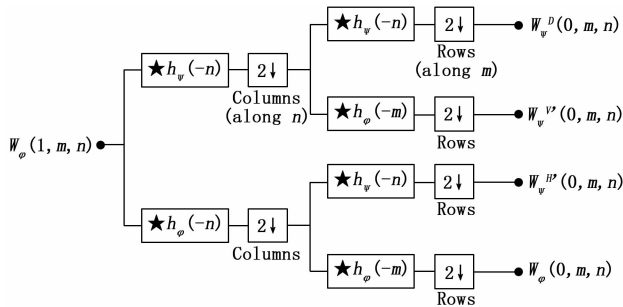 ★h_ψ(-n) 2↓ W_ψ^D(0, m, n)
Rows
(along m)
★h_ψ(-n) 2↓
Columns
(along n)
★h_φ(-m) 2↓ W_ψ^V'(0, m, n)
Rows
W_φ(1, m, n)
★h_ψ(-n) 2↓ W_ψ^H'(0, m, n)
Rows
★h_φ(-n) 2↓
Columns
★h_φ(-m) 2↓ W_φ(0, m, n)
Rows